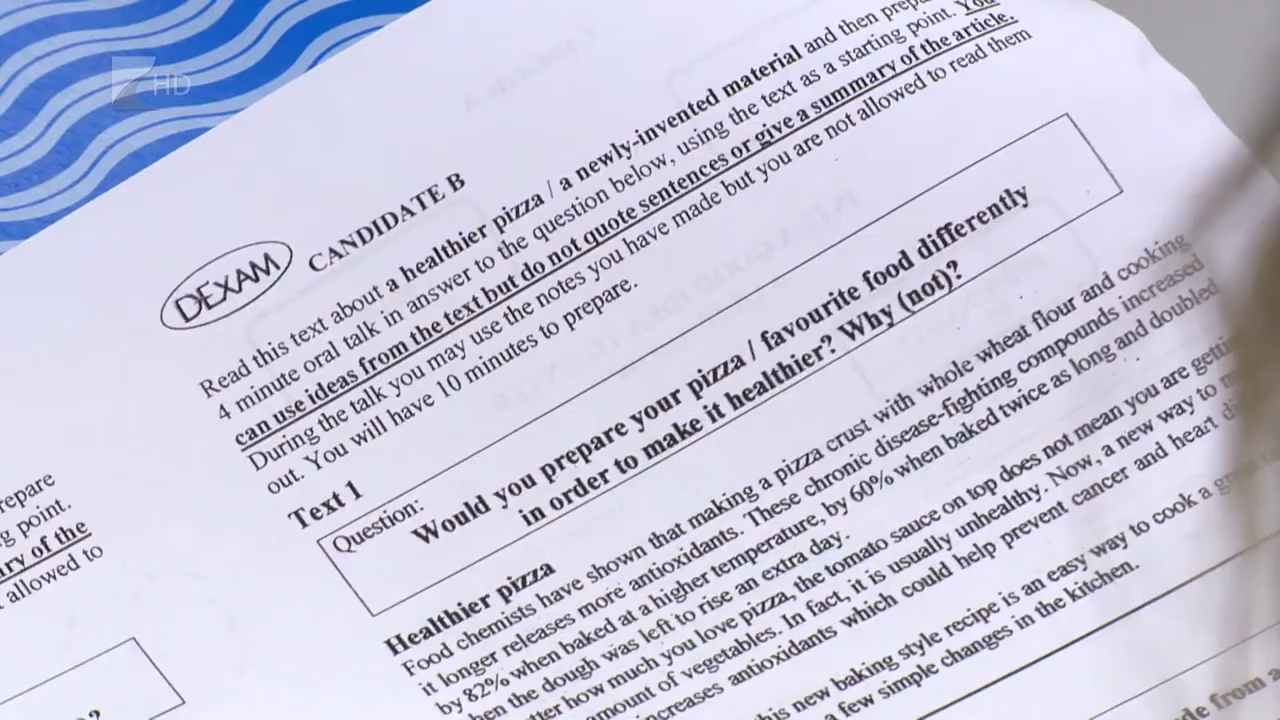 7 HD
DEXAM
CANDIDATE B
Read this text about a healthier pizza / a newly-invented material and then
4 minute oral talk in answer to the question below, using the text as a starting point. You
can use ideas from the text but do not quote sentences or give a summary of the article.
During the talk you may use the notes you have made but you are not allowed to read them
out. You will have 10 minutes to prepare.
Text 1
Question:
Would you prepare your pizza / favourite food differently
in order to make it healthier? Why (not)?
Healthier pizza
Food chemists have shown that making a pizza crust with whole wheat flour and cooking
it longer releases more antioxidants. These chronic disease-fighting compounds increased
by 82% when baked at a higher temperature, by 60% when baked twice as long and doubled
the dough was left to rise an extra day.
how much you love pizza, the tomato sauce on top does not mean you are
amount of vegetables. In fact, it is usually unhealthy. Now, a new way to
antioxidants which could help prevent cancer and heart
this new baking style recipe is an easy way to cook a
a few simple changes in the kitchen.
from a
point.
of the
allowed to
?